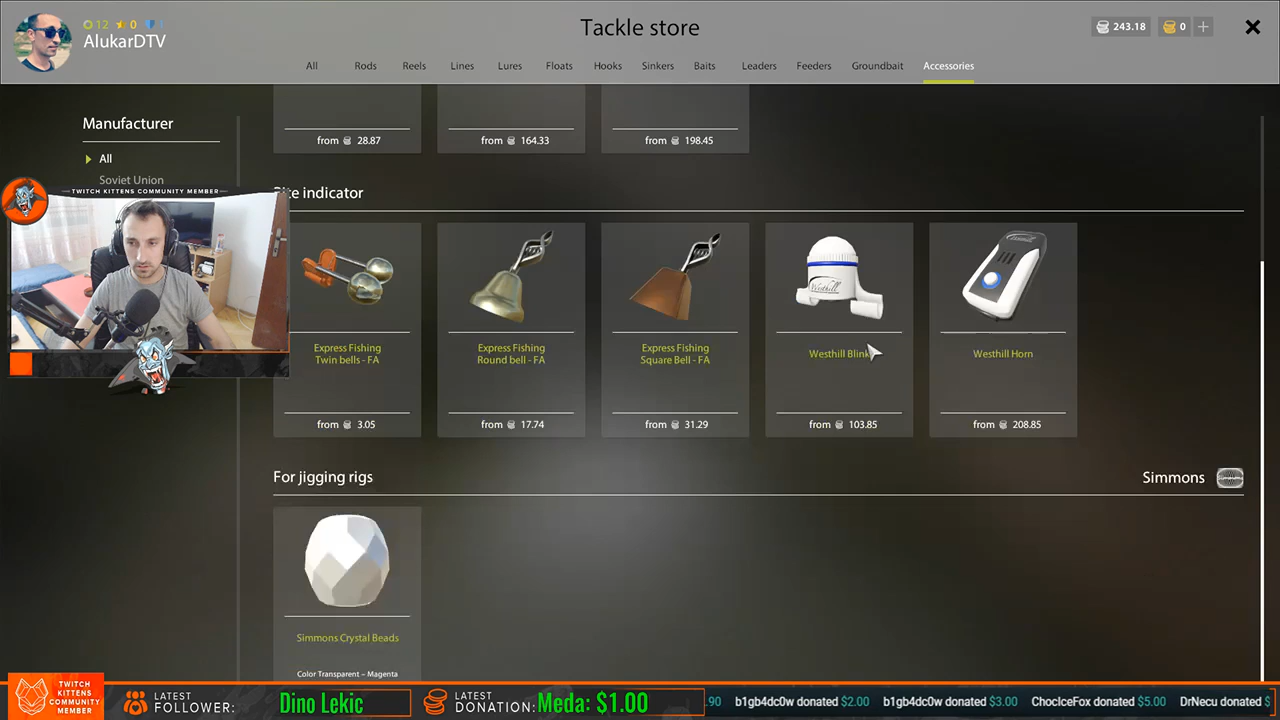 12 0 1
AlukarDTV
Tackle store
243.18
0
All
Rods
Reels
Lines
Lures
Floats
Hooks
Sinkers
Baits
Leaders
Feeders
Groundbait
Accessories
Manufacturer
All
Soviet Union
TWITCH KITTENS COMMUNITY MEMBER
from 28.87
from 164.33
from 198.45
indicator
Express Fishing
Twin bells - FA
from 3.05
Express Fishing
Round bell - FA
from 17.74
Express Fishing
Square Bell - FA
from 31.29
Westhill
Westhill Blink
from 103.85
Westhill Horn
from 208.85
For jigging rigs
Simmons
Simmons Crystal Beads
Color Transparent – Magenta
TWITCH
KITTENS
COMMUNITY
MEMBER
LATEST
FOLLOWER:
Dino Lekic
LATEST
DONATION:
Meda: $1.00
.90 b1gb4dc0w donated $2.00 b1gb4dc0w donated $3.00 ChocIceFox donated $5.00 DrNecu donated $